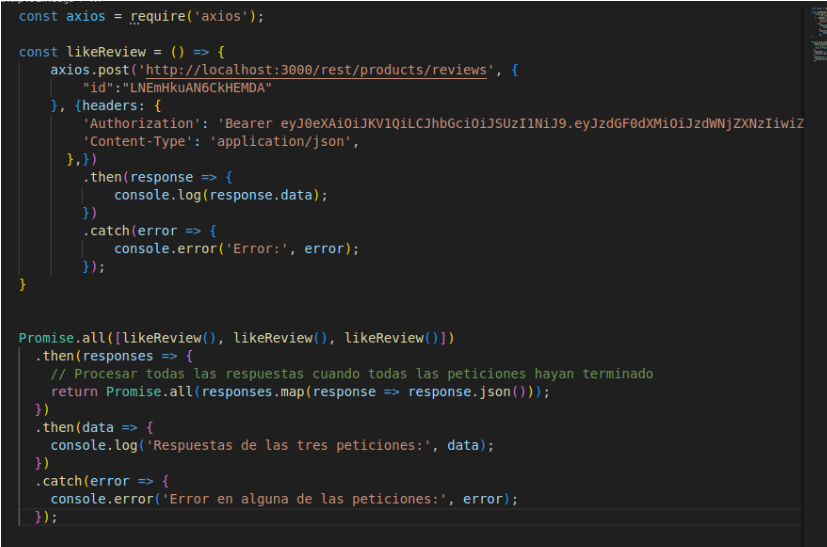 const axios = require('axios');
const likeReview = () => {
axios.post('http://localhost:3000/rest/products/reviews', {
"id":"LNEmHkuAN6CkHEMDA"
}, {headers: {
'Authorization': 'Bearer eyJ0eXAiOiJKV1QiLCJhbGciOiJSUzI1NiJ9.eyJzdGF0dXMiOiJzdWNjZXNzIiwiZ
'Content-Type': 'application/json',
},})
.then(response => {
console.log(response.data);
})
.catch(error => {
console.error('Error:', error);
});
}
Promise.all([likeReview(), likeReview(), likeReview()])
.then(responses => {
// Procesar todas las respuestas cuando todas las peticiones hayan terminado
return Promise.all(responses.map(response => response.json()));
})
.then(data => {
console.log('Respuestas de las tres peticiones:', data);
})
.catch(error => {
console.error('Error en alguna de las peticiones:', error);
});